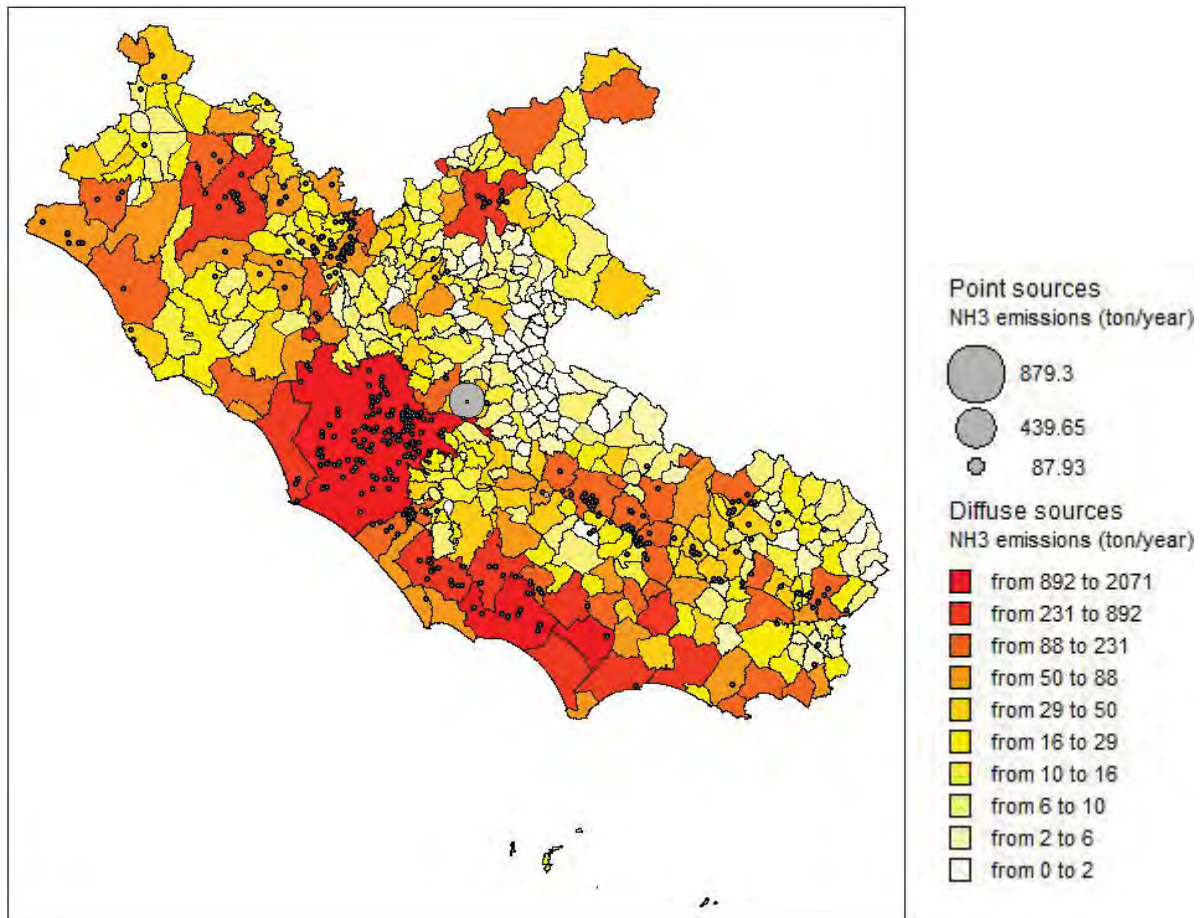 Point sources
NH3 emissions (ton/year)
879.3
439.65
87.93
Diffuse sources
NH3 emissions (ton/year)
from 892 to 2071
from 231 to 892
from 88 to 231
from 50 to 88
from 29 to 50
from 16 to 29
from 10 to 16
from 6 to 10
from 2 to 6
from 0 to 2